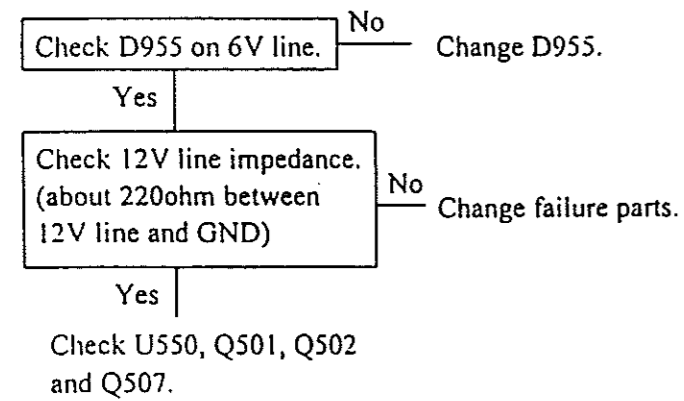 Check D955 on 6V line.
No
Change D955.
Yes
Check 12V line impedance.
(about 220ohm between
12V line and GND)
No
Change failure parts.
Yes
Check U550, Q501, Q502
and Q507.